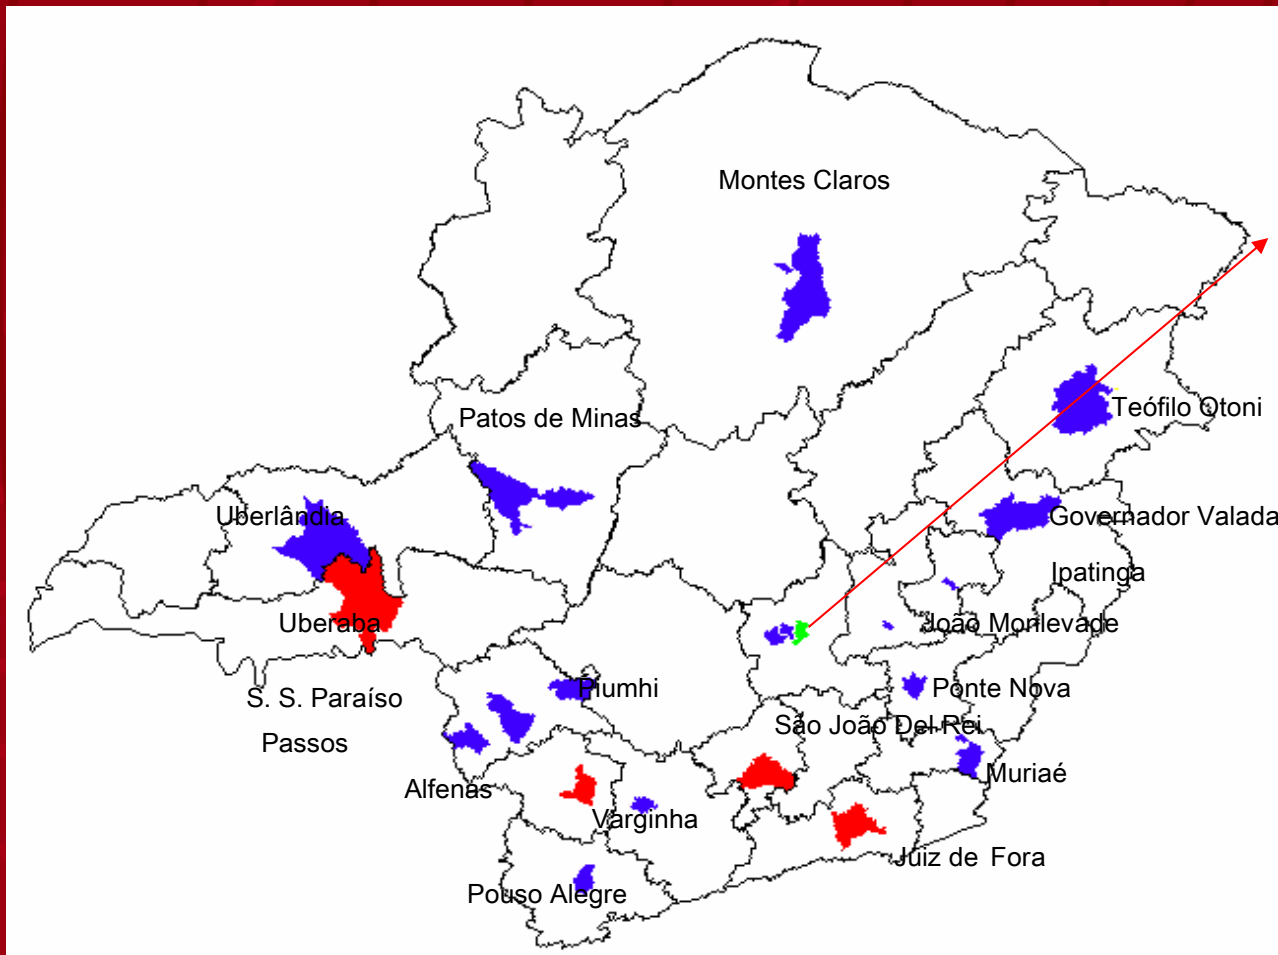 Montes Claros
Teófilo Otoni
Patos de Minas
Uberlândia
Governador Valada
Ipatinga
Uberaba
João Monlevade
S. S. Paraíso
Piumhi
Ponte Nova
São João Del Rei
Passos
Muriaé
Alfenas
Varginha
Juiz de Fora
Pouso Alegre